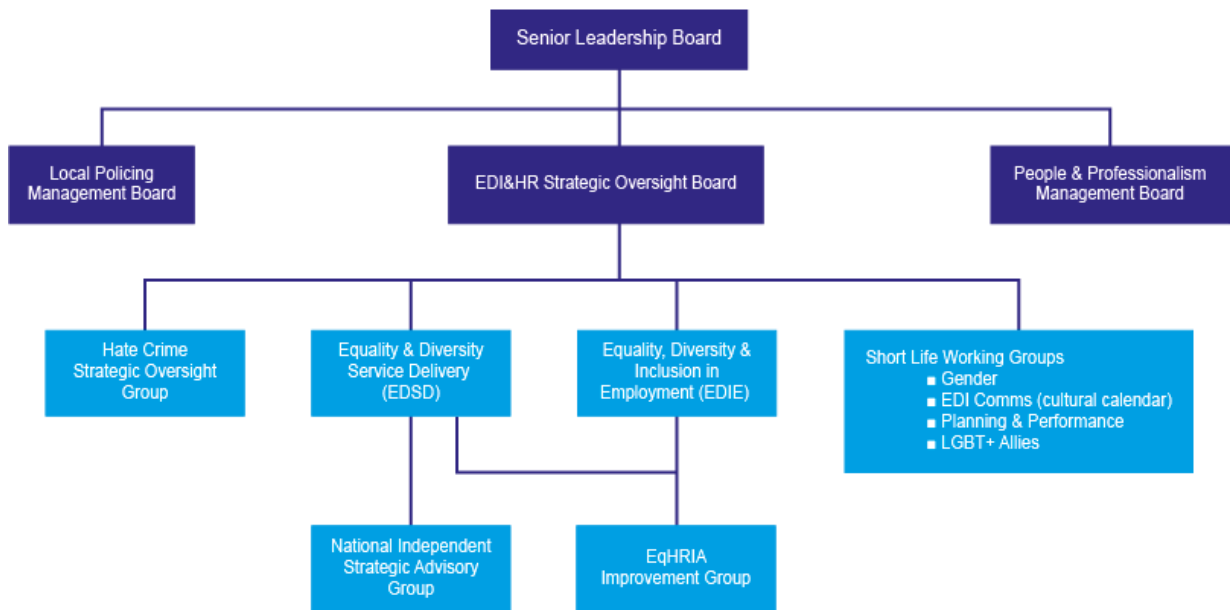 Senior Leadership Board
Local Policing
Management Board
EDI&HR Strategic Oversight Board
People & Professionalism
Management Board
Hate Crime
Strategic Oversight
Group
Equality & Diversity
Service Delivery
(EDSD)
Equality, Diversity &
Inclusion in
Employment (EDIE)
Short Life Working Groups
■ Gender
■ EDI Comms (cultural calendar)
■ Planning & Performance
■ LGBT+ Allies
National Independent
Strategic Advisory
Group
EqHRIA
Improvement Group